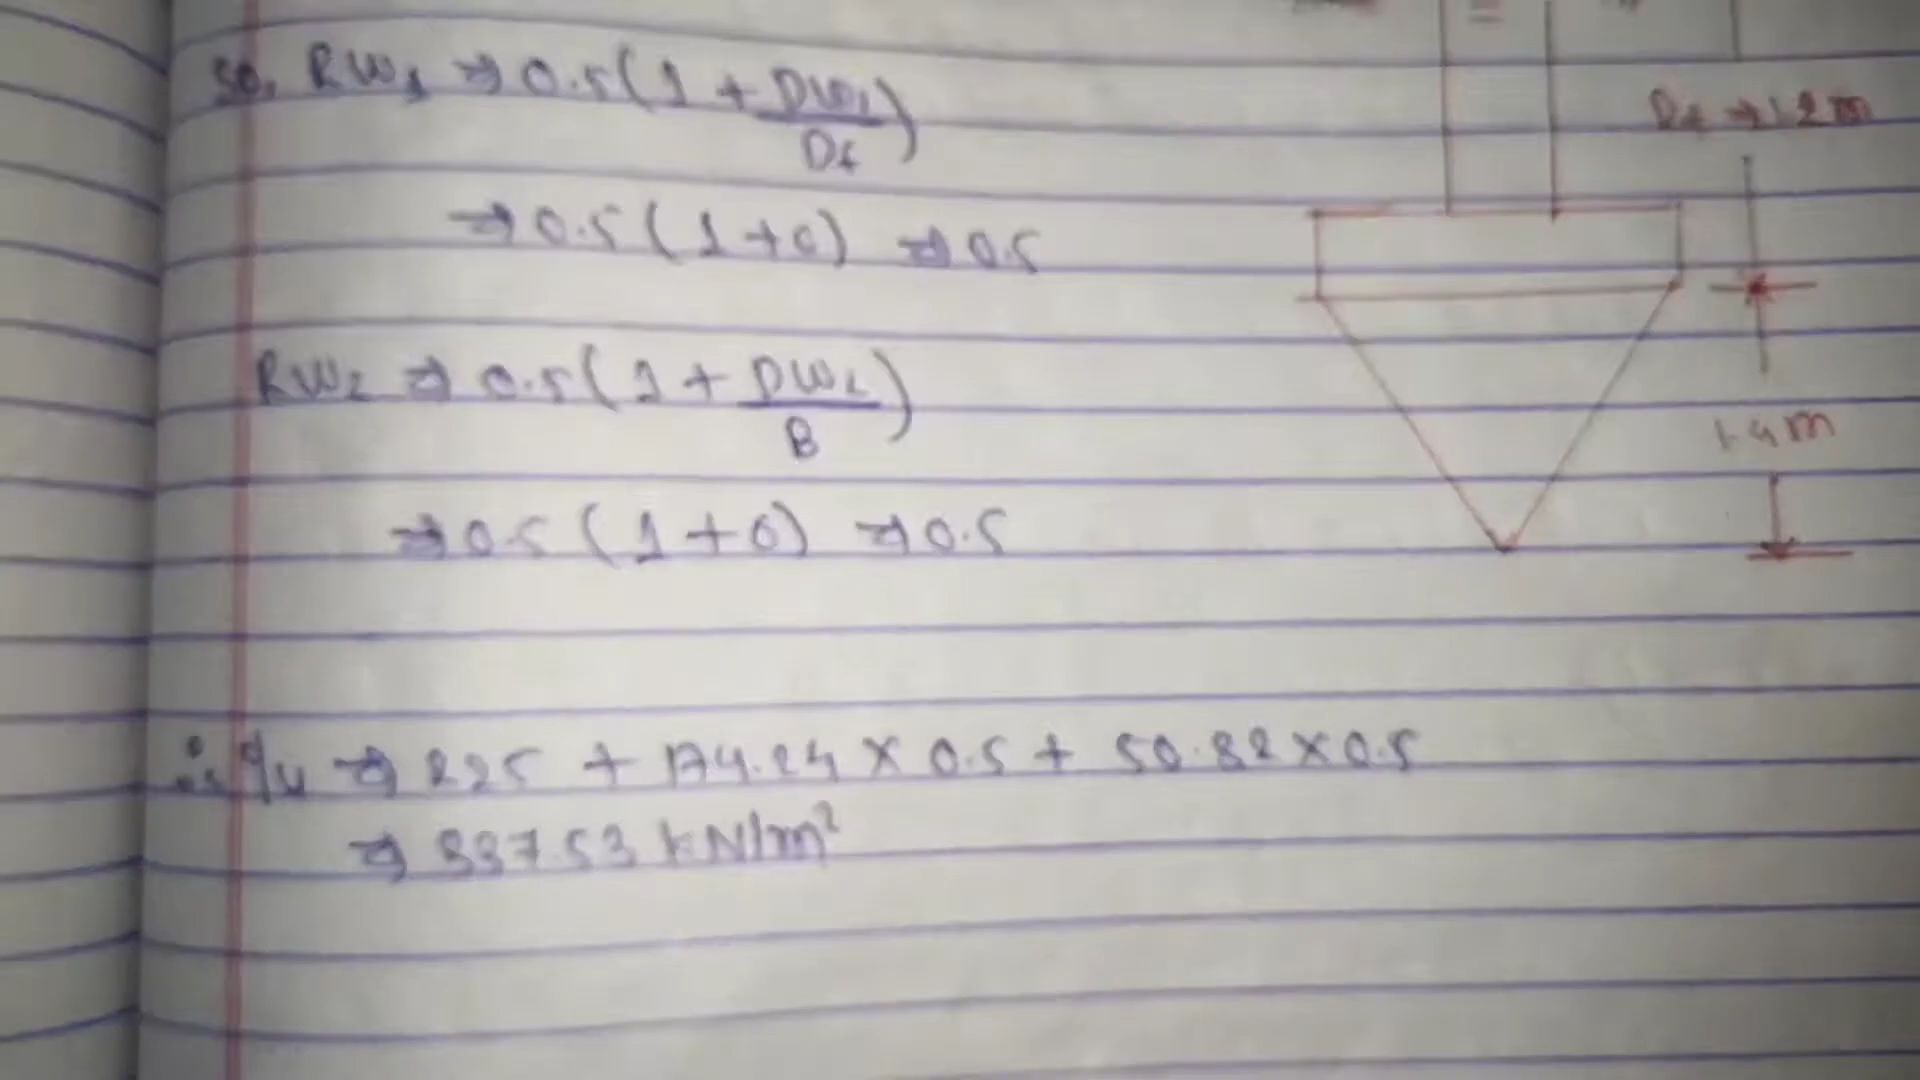 so, RW1 ⇒ 0.5(1 + DW1/Df)
⇒ 0.5(1+0) ⇒ 0.5
RW2 ⇒ 0.5(1 + DW2/B)
⇒ 0.5(1+0) ⇒ 0.5
∴ qu ⇒ 225 + 174.24 × 0.5 + 50.82 × 0.5
⇒ 337.53 kN/m²
Df ⇒ 1.2m
1.4m